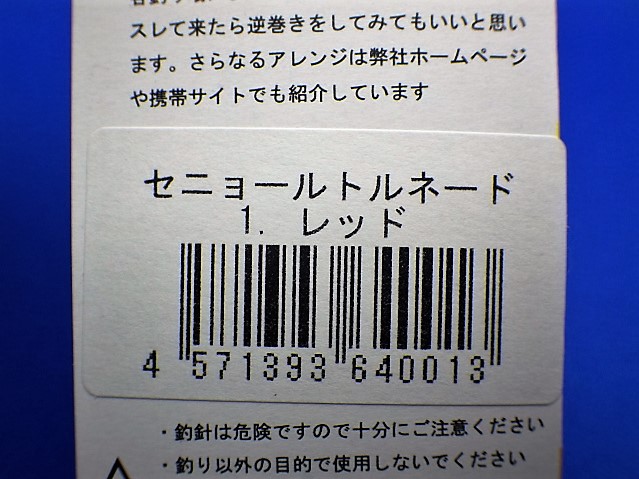 スレて来たら逆巻きをしてみてもいいと思い
ます。さらなるアレンジは弊社ホームページ
や携帯サイトでも紹介しています
セニョールトルネード
1. レッド
4 571393 640013
・釣針は危険ですので十分にご注意ください
・釣り以外の目的で使用しないでください